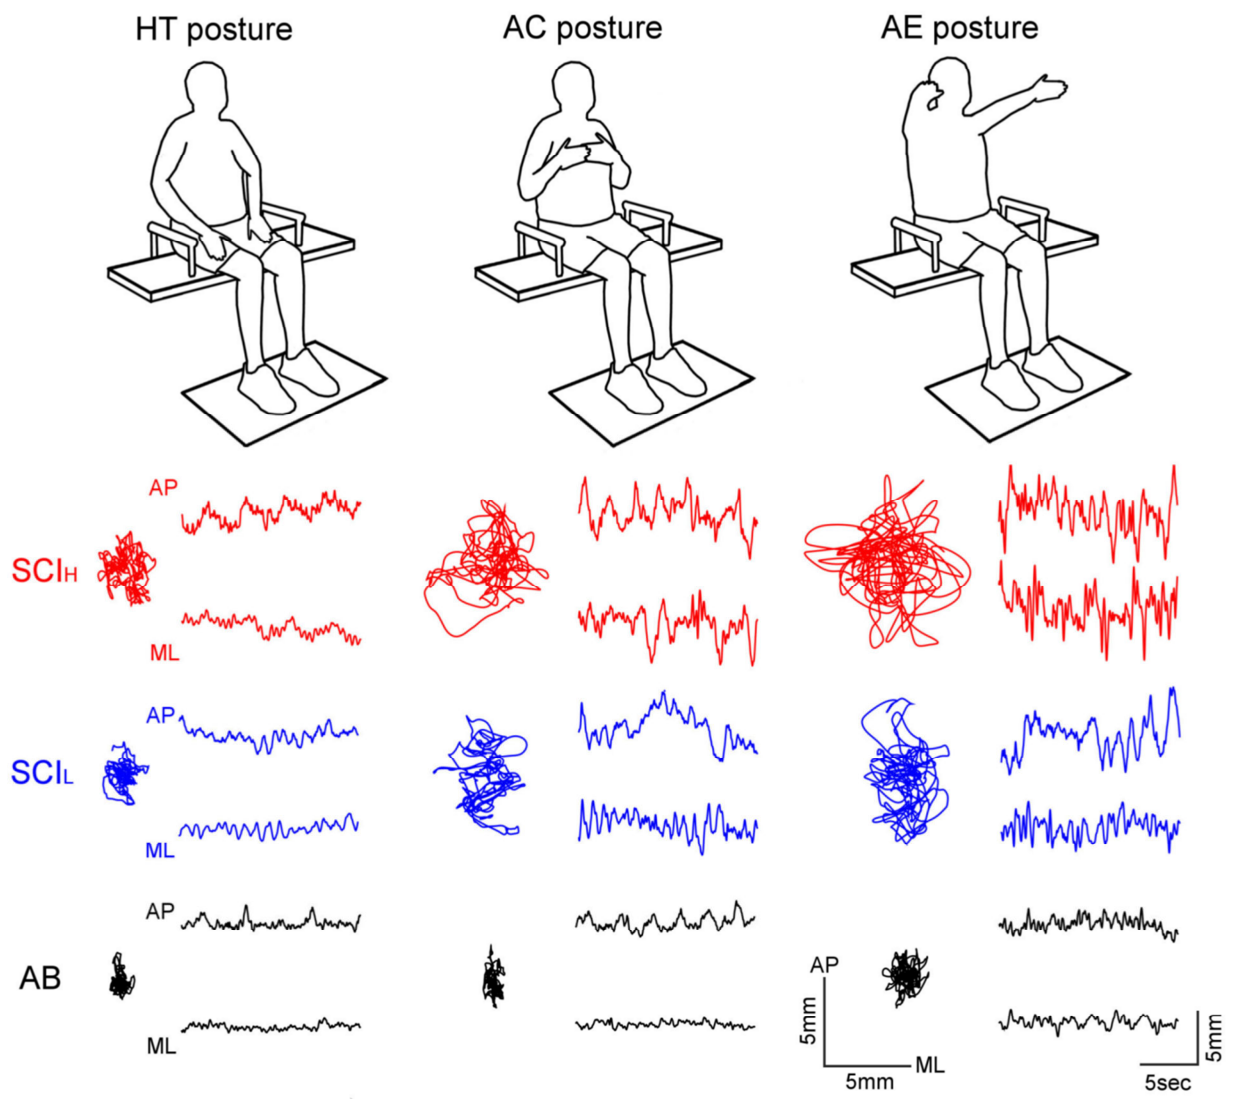 HT posture
AC posture
AE posture
AP
SCIH
ML
AP
SCIL
ML
AP
AB
ML
AP
5mm
ML
5mm
5mm
5sec